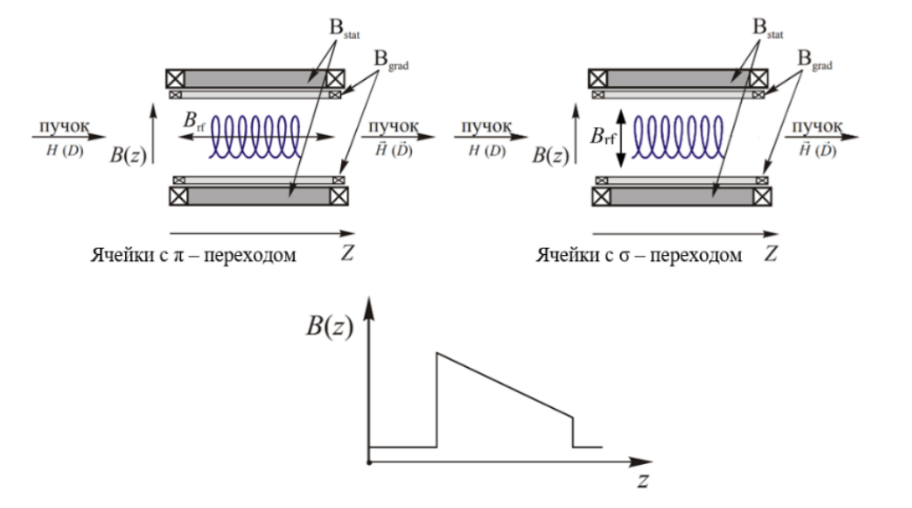 B_stat
B_grad
B_rf
пучок
H (D)
B(z)
пучок
H⃗ (D⃗)
Z
Ячейки с π – переходом
B_stat
B_grad
B_rf
пучок
H (D)
B(z)
пучок
H⃗ (D⃗)
Z
Ячейки с σ – переходом
B(z)
z